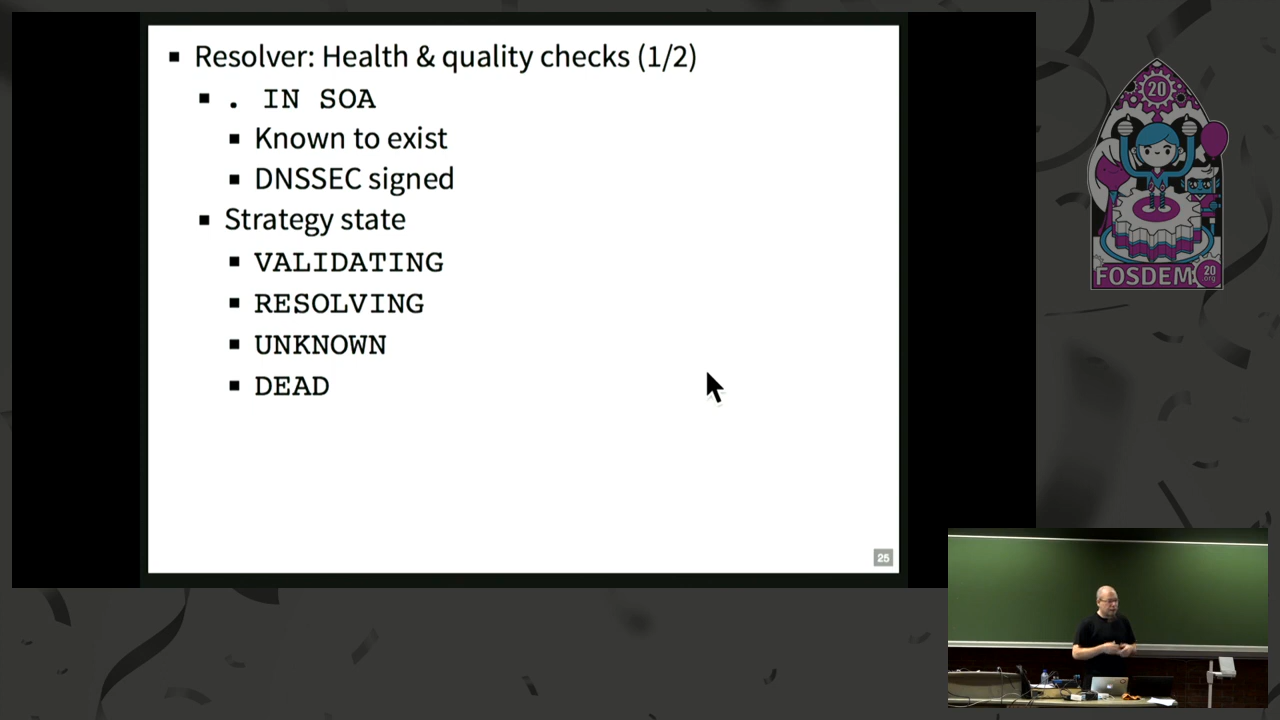 Resolver: Health & quality checks (1/2)
. IN SOA
Known to exist
DNSSEC signed
Strategy state
VALIDATING
RESOLVING
UNKNOWN
DEAD
25
20
FOSDEM
20
.org